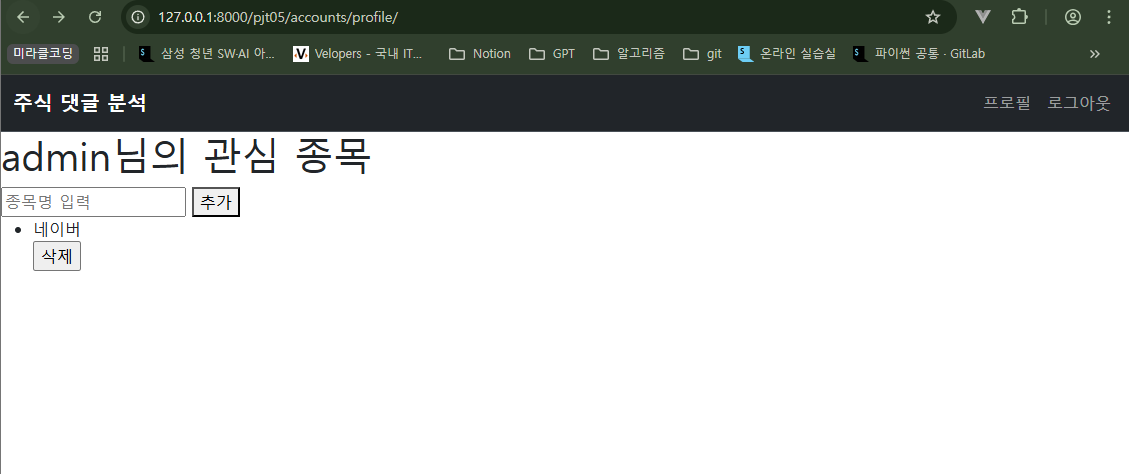 127.0.0.1:8000/pjt05/accounts/profile/
미라클코딩 삼성 청년 SW·AI 아... Velopers - 국내 IT... Notion GPT 알고리즘 git 온라인 실습실 파이썬 공통 · GitLab
주식 댓글 분석 프로필 로그아웃
admin님의 관심 종목
종목명 입력 추가
네이버
삭제